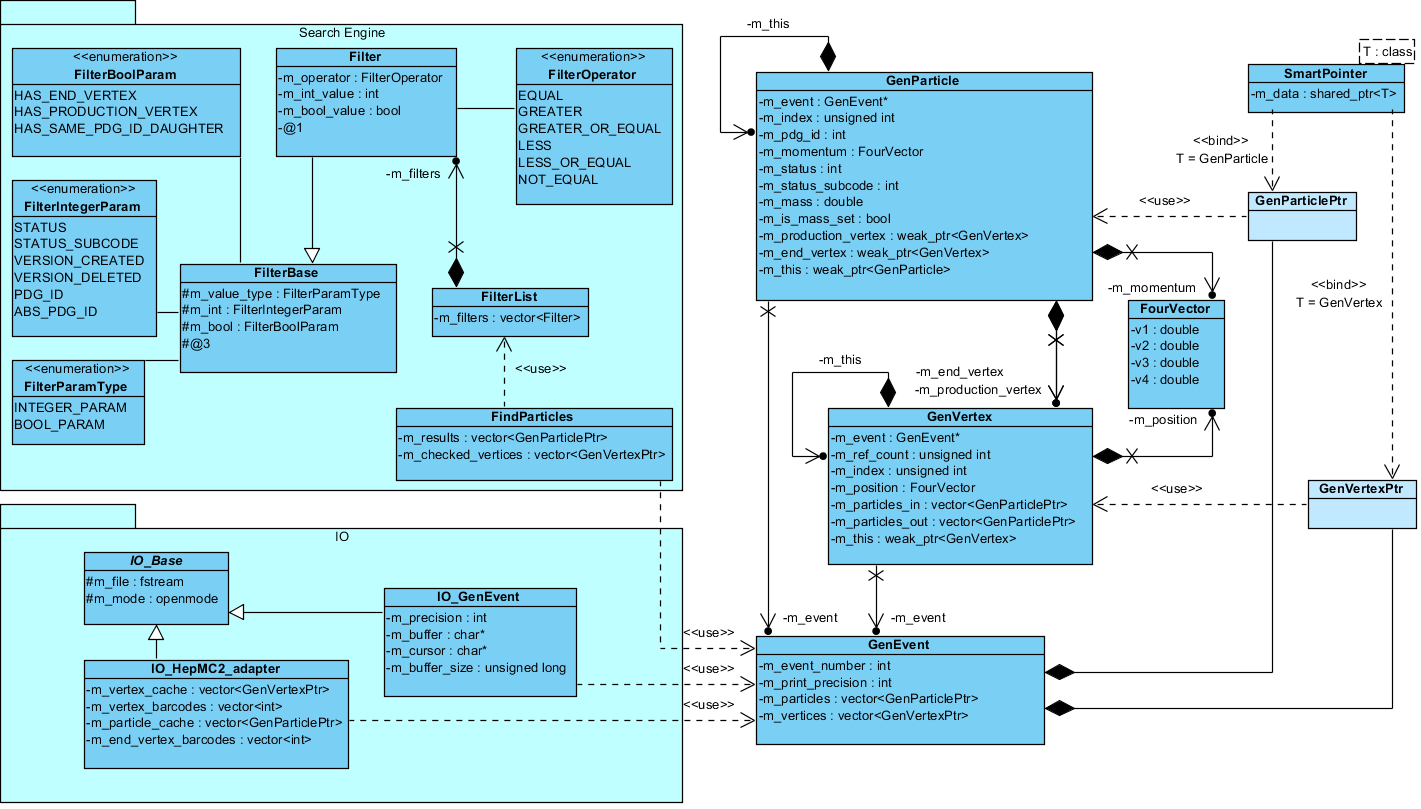 Search Engine
<<enumeration>>
FilterBoolParam
HAS_END_VERTEX
HAS_PRODUCTION_VERTEX
HAS_SAME_PDG_ID_DAUGHTER
Filter
-m_operator : FilterOperator
-m_int_value : int
-m_bool_value : bool
-@1
<<enumeration>>
FilterOperator
EQUAL
GREATER
GREATER_OR_EQUAL
LESS
LESS_OR_EQUAL
NOT_EQUAL
-m_filters
<<enumeration>>
FilterIntegerParam
STATUS
STATUS_SUBCODE
VERSION_CREATED
VERSION_DELETED
PDG_ID
ABS_PDG_ID
FilterBase
#m_value_type : FilterParamType
#m_int : FilterIntegerParam
#m_bool : FilterBoolParam
#@3
FilterList
-m_filters : vector<Filter>
<<use>>
<<enumeration>>
FilterParamType
INTEGER_PARAM
BOOL_PARAM
FindParticles
-m_results : vector<GenParticlePtr>
-m_checked_vertices : vector<GenVertexPtr>
IO
IO_Base
#m_file : fstream
#m_mode : openmode
IO_GenEvent
-m_precision : int
-m_buffer : char*
-m_cursor : char*
-m_buffer_size : unsigned long
IO_HepMC2_adapter
-m_vertex_cache : vector<GenVertexPtr>
-m_vertex_barcodes : vector<int>
-m_particle_cache : vector<GenParticlePtr>
-m_end_vertex_barcodes : vector<int>
<<use>>
<<use>>
<<use>>
-m_this
GenParticle
-m_event : GenEvent*
-m_index : unsigned int
-m_pdg_id : int
-m_momentum : FourVector
-m_status : int
-m_status_subcode : int
-m_mass : double
-m_is_mass_set : bool
-m_production_vertex : weak_ptr<GenVertex>
-m_end_vertex : weak_ptr<GenVertex>
-m_this : weak_ptr<GenParticle>
T : class
SmartPointer
-m_data : shared_ptr<T>
<<bind>>
T = GenParticle
GenParticlePtr
<<use>>
<<bind>>
T = GenVertex
-m_momentum
FourVector
-v1 : double
-v2 : double
-v3 : double
-v4 : double
-m_position
-m_this
-m_end_vertex
-m_production_vertex
GenVertex
-m_event : GenEvent*
-m_ref_count : unsigned int
-m_index : unsigned int
-m_position : FourVector
-m_particles_in : vector<GenParticlePtr>
-m_particles_out : vector<GenParticlePtr>
-m_this : weak_ptr<GenVertex>
<<use>>
GenVertexPtr
-m_event
-m_event
GenEvent
-m_event_number : int
-m_print_precision : int
-m_particles : vector<GenParticlePtr>
-m_vertices : vector<GenVertexPtr>